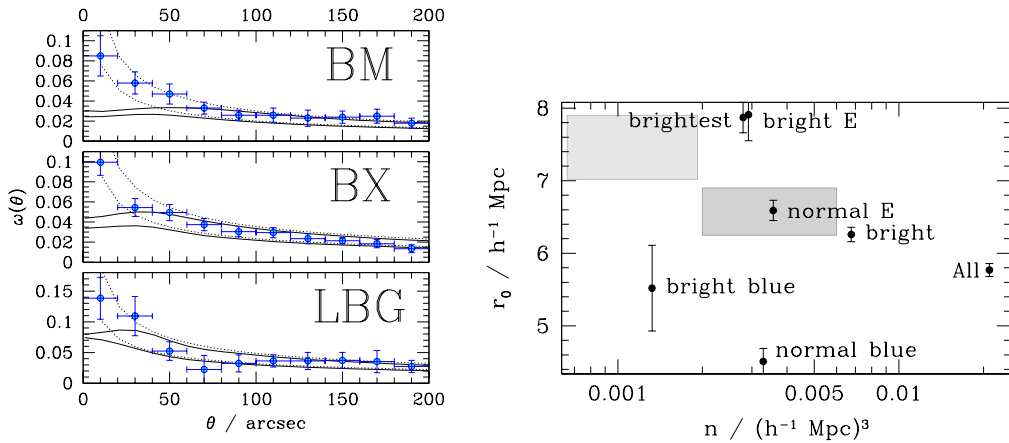 0 50 100 150 200
0.1
0.08
0.06
0.04
0.02
0
BM
0.1
0.08
0.06
0.04
0.02
0
BX
ω(θ)
0.15
0.1
0.05
0
LBG
0 50 100 150 200
θ / arcsec
8
7
6
5
r₀ / h⁻¹ Mpc
brightest
bright E
normal E
bright
All
bright blue
normal blue
0.001 0.005 0.01
n / (h⁻¹ Mpc)³